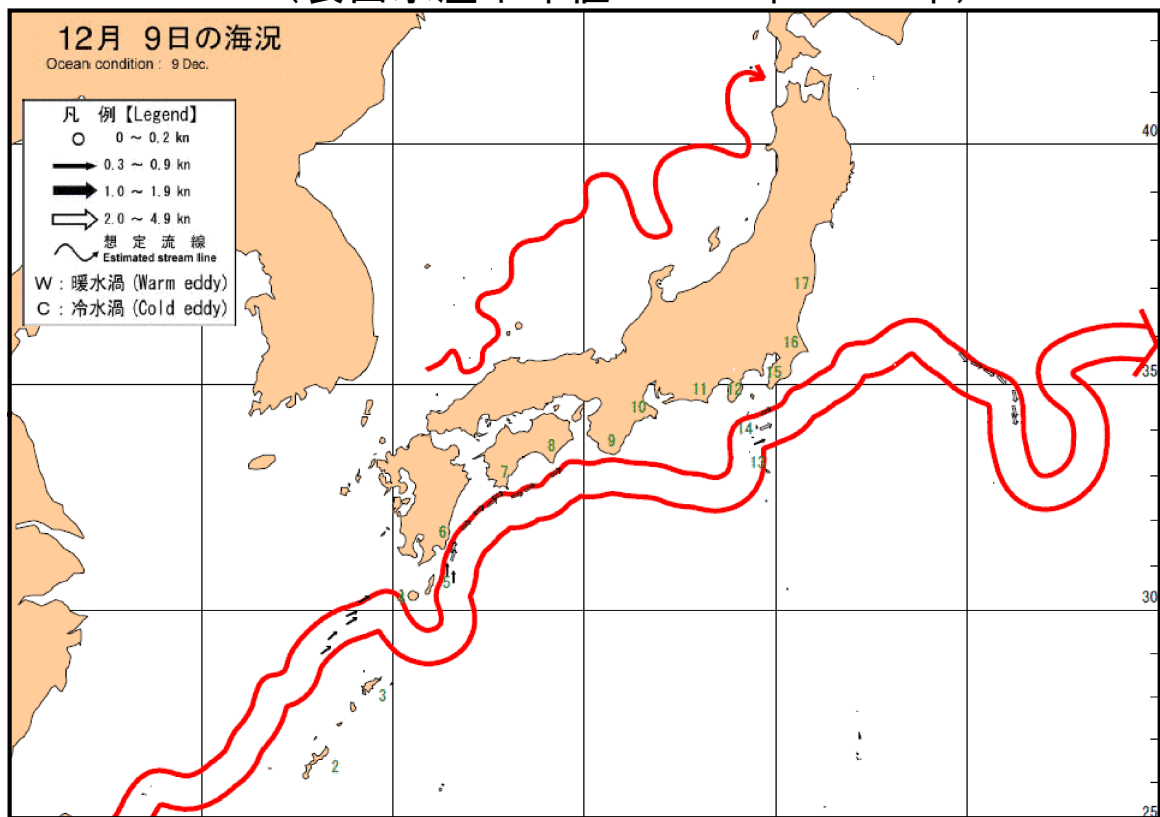 12月 9日の海況
Ocean condition : 9 Dec.
凡 例【Legend】
0 ～ 0.2 kn
0.3 ～ 0.9 kn
1.0 ～ 1.9 kn
2.0 ～ 4.9 kn
想 定 流 線
Estimated stream line
W : 暖水渦 (Warm eddy)
C : 冷水渦 (Cold eddy)
40
17
16
35
15
12
11
10
14
9
8
13
7
6
5
30
4
3
2
25